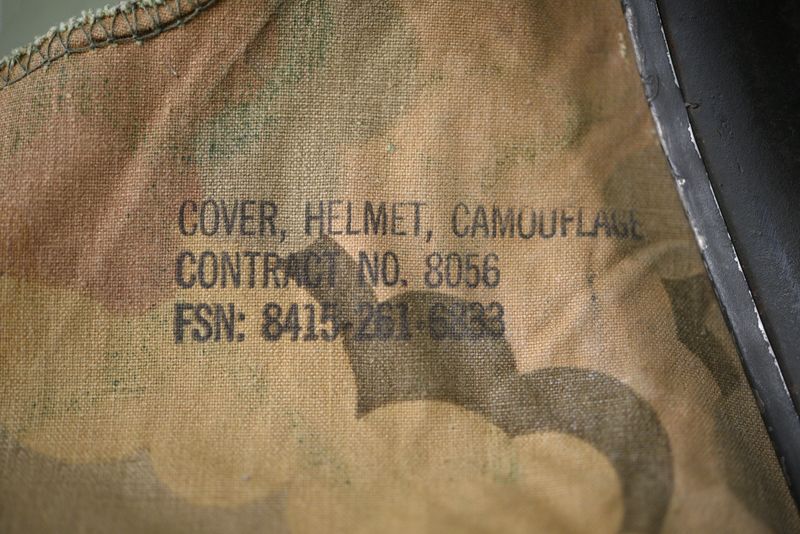 COVER, HELMET, CAMOUFLAGE
CONTRACT NO. 8056
FSN: 8415-261-6833